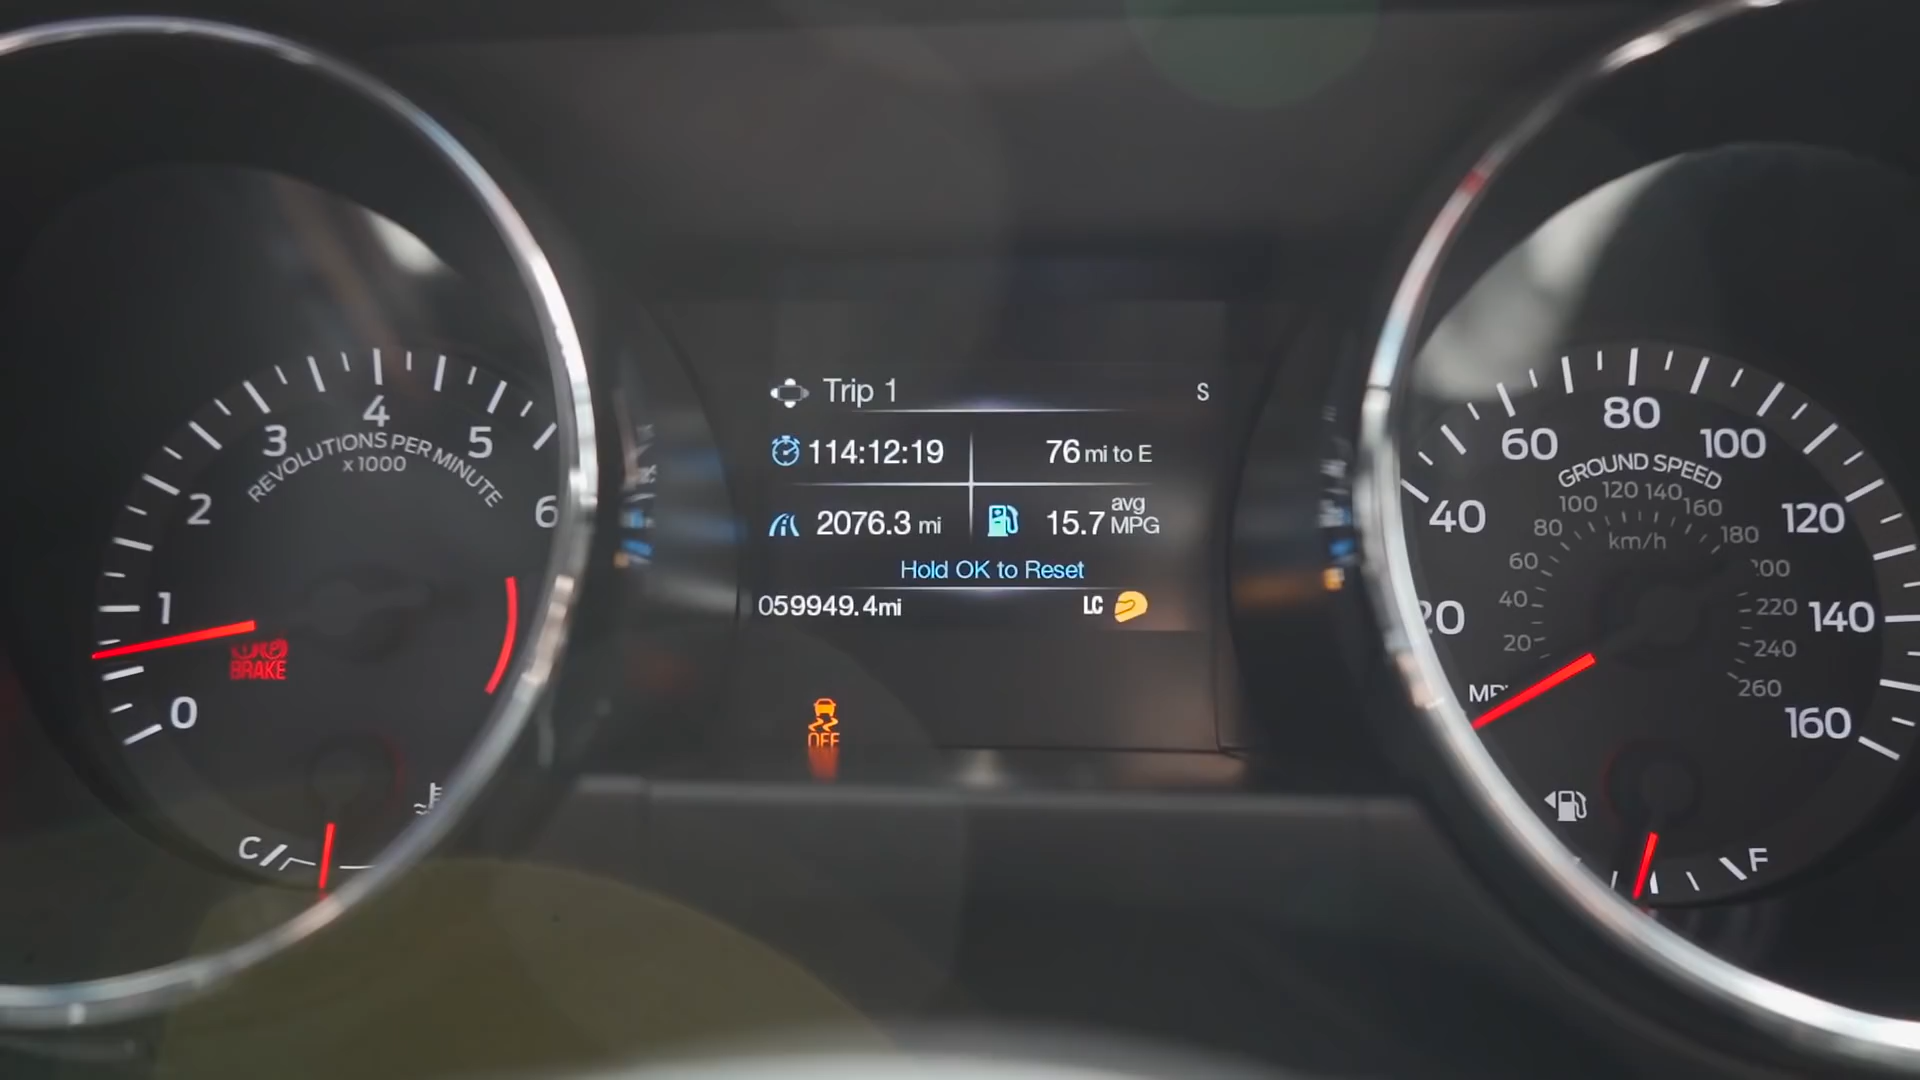 Trip 1
S
114:12:19
76 mi to E
2076.3 mi
15.7 avg MPG
Hold OK to Reset
059949.4mi
LC
OFF
0
1
2
3
4
5
6
REVOLUTIONS PER MINUTE
x 1000
BRAKE
C
40
60
80
100
120
140
160
GROUND SPEED
20
40
60
80
100
120
140
160
180
220
240
260
km/h
F